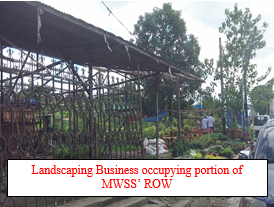 Landscaping Business occupying portion of
MWSS’ ROW